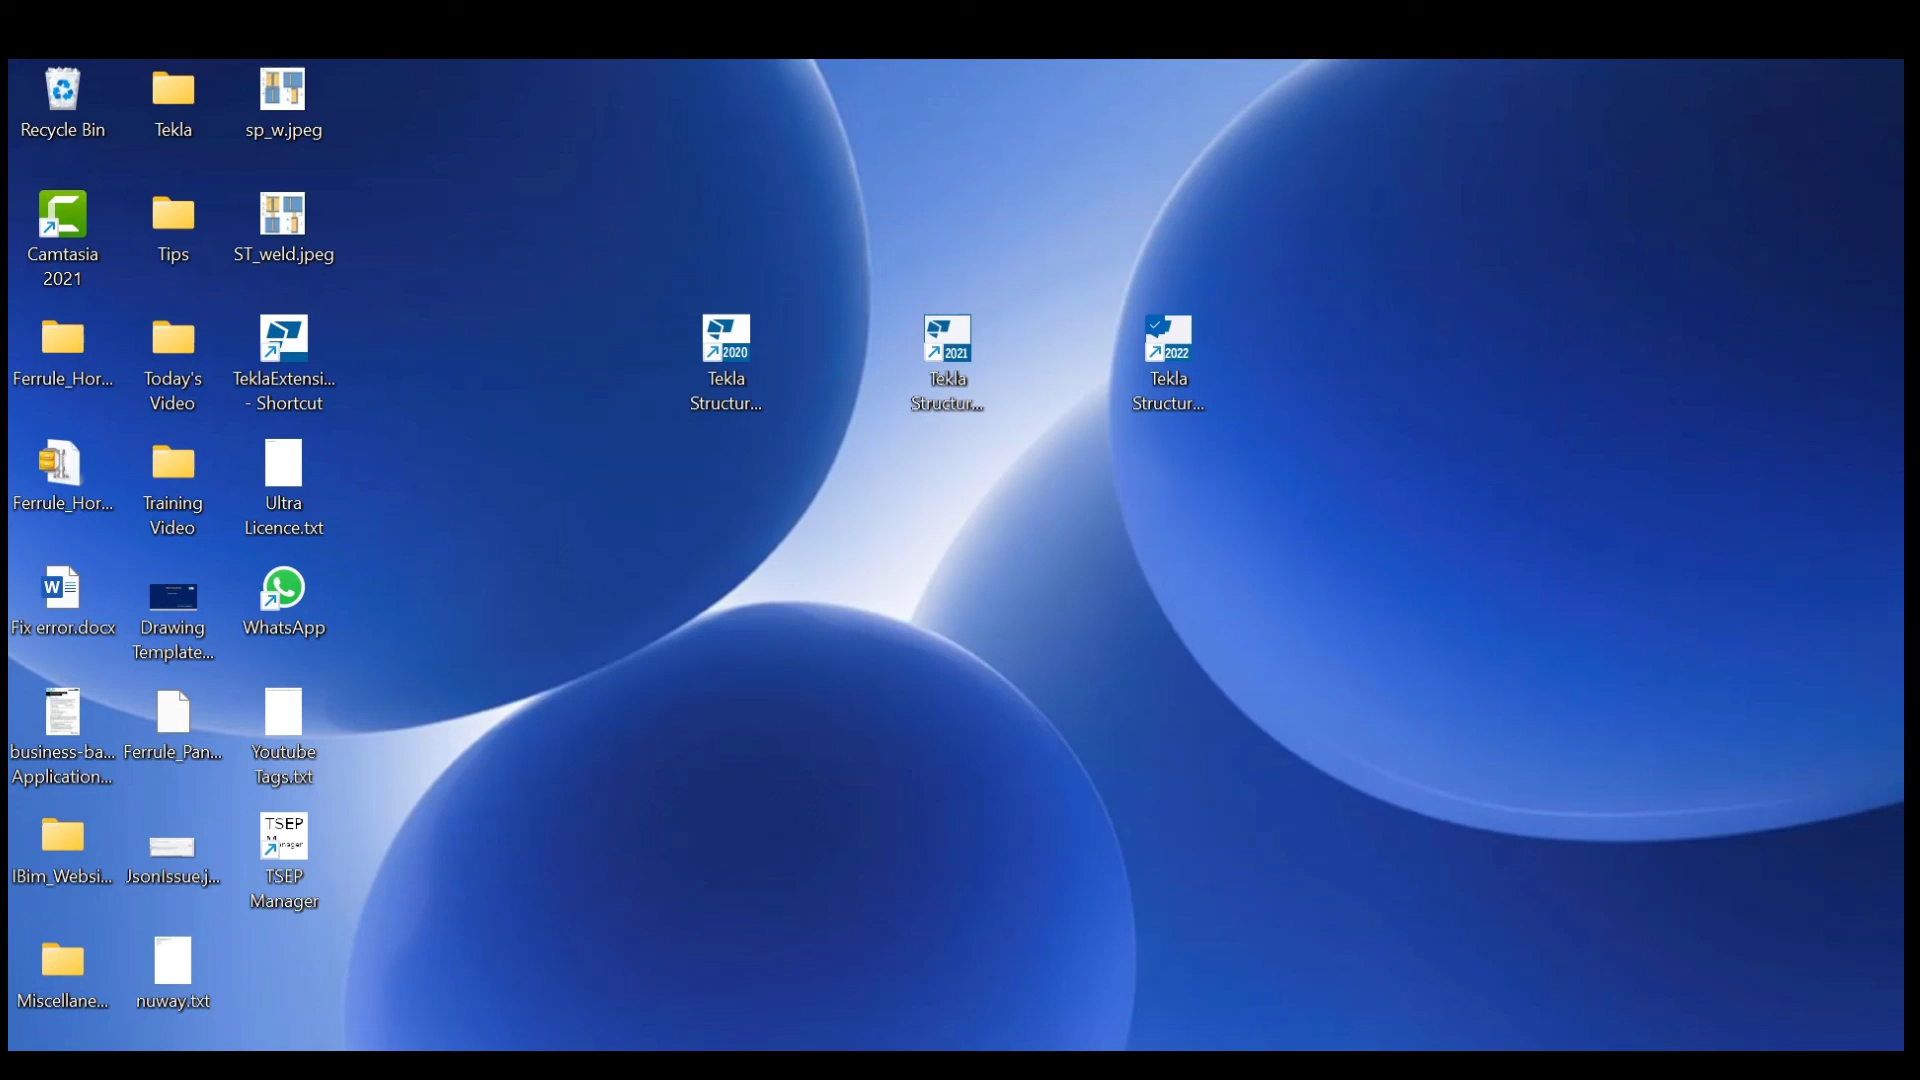 Recycle Bin
Tekla
sp_w.jpeg
Camtasia
2021
Tips
ST_weld.jpeg
Ferrule_Hor...
Today's
Video
TeklaExtensi...
- Shortcut
2020
Tekla
Structur...
2021
Tekla
Structur...
2022
Tekla
Structur...
Ferrule_Hor...
Training
Video
Ultra
Licence.txt
W
Fix error.docx
Drawing
Template...
WhatsApp
business-ba...
Application...
Ferrule_Pan...
Youtube
Tags.txt
IBim_Websi...
JsonIssue.j...
TSEP
TSEP
Manager
Miscellane...
nuway.txt